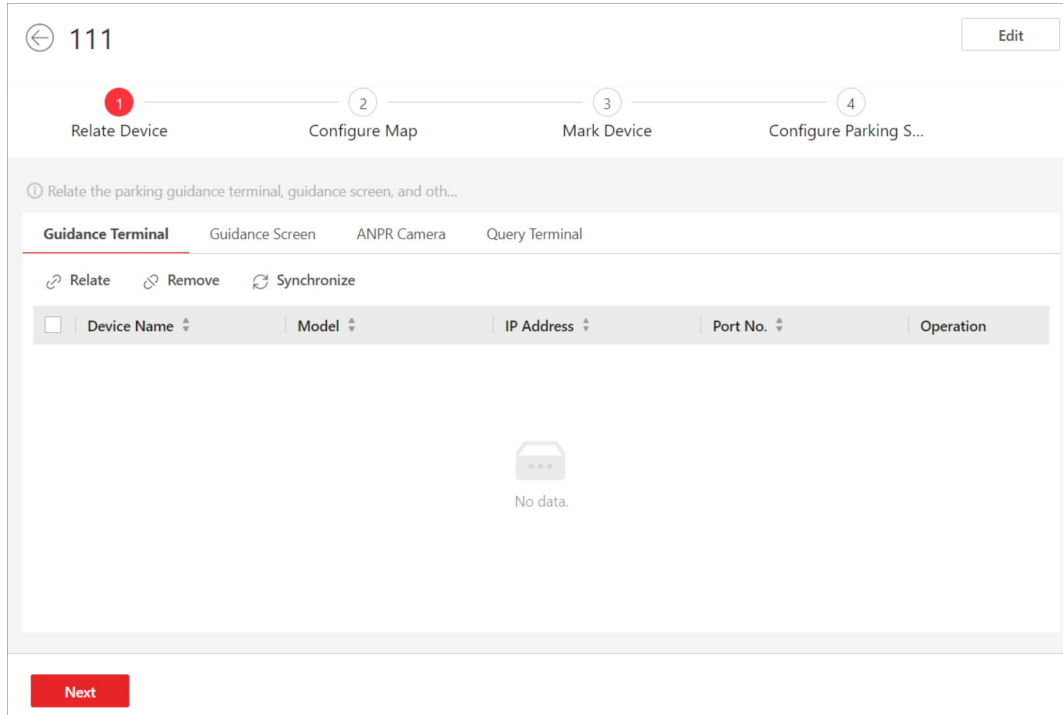 111
Edit
1 2 3 4
Relate Device Configure Map Mark Device Configure Parking S...
Relate the parking guidance terminal, guidance screen, and oth...
Guidance Terminal Guidance Screen ANPR Camera Query Terminal
Relate Remove Synchronize
Device Name Model IP Address Port No. Operation
No data.
Next